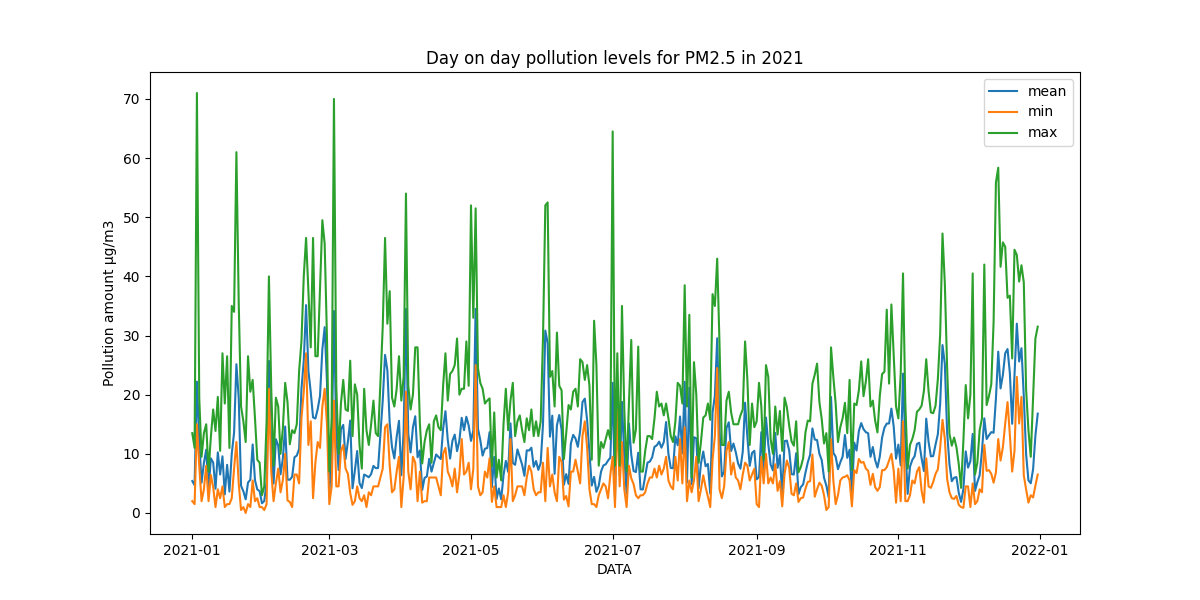 Day on day pollution levels for PM2.5 in 2021
mean
min
max
Pollution amount µg/m3
70
60
50
40
30
20
10
0
2021-01
2021-03
2021-05
2021-07
2021-09
2021-11
2022-01
DATA